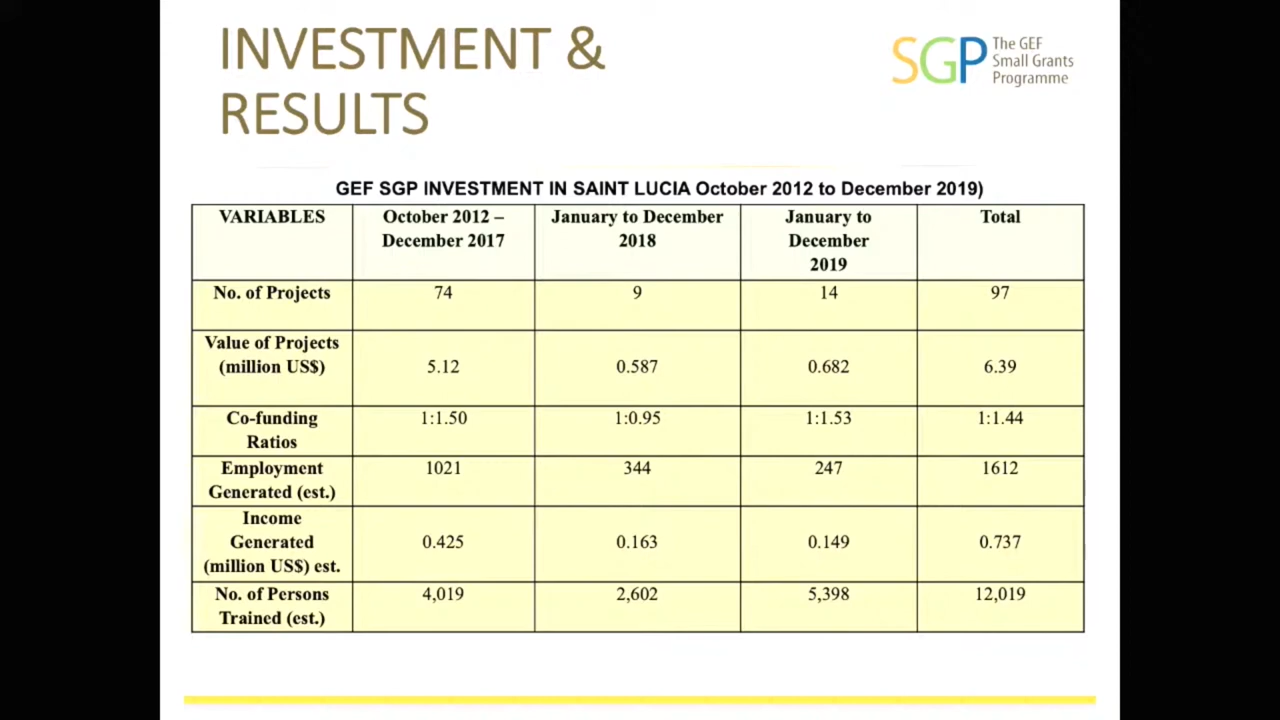 INVESTMENT &
RESULTS
SGP The GEF
Small Grants
Programme
GEF SGP INVESTMENT IN SAINT LUCIA October 2012 to December 2019)
VARIABLES
October 2012 –
December 2017
January to December
2018
January to
December
2019
Total
No. of Projects
74
9
14
97
Value of Projects
(million US$)
5.12
0.587
0.682
6.39
Co-funding
Ratios
1:1.50
1:0.95
1:1.53
1:1.44
Employment
Generated (est.)
1021
344
247
1612
Income
Generated
(million US$) est.
0.425
0.163
0.149
0.737
No. of Persons
Trained (est.)
4,019
2,602
5,398
12,019